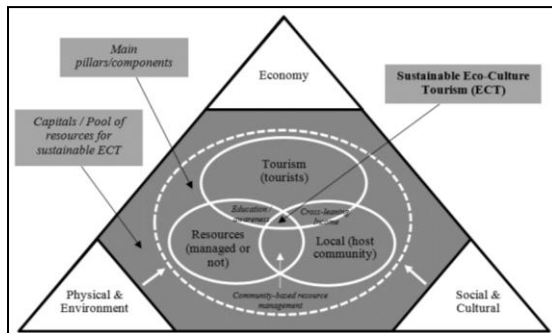 Main
pillars/components
Economy
Sustainable Eco-Culture
Tourism (ECT)
Capitals / Pool of
resources for
sustainable ECT
Tourism
(tourists)
Education /
awareness
Cross-learning
Income
Resources
(managed or
not)
Local (host
community)
Community-based resource
management
Physical &
Environment
Social &
Cultural